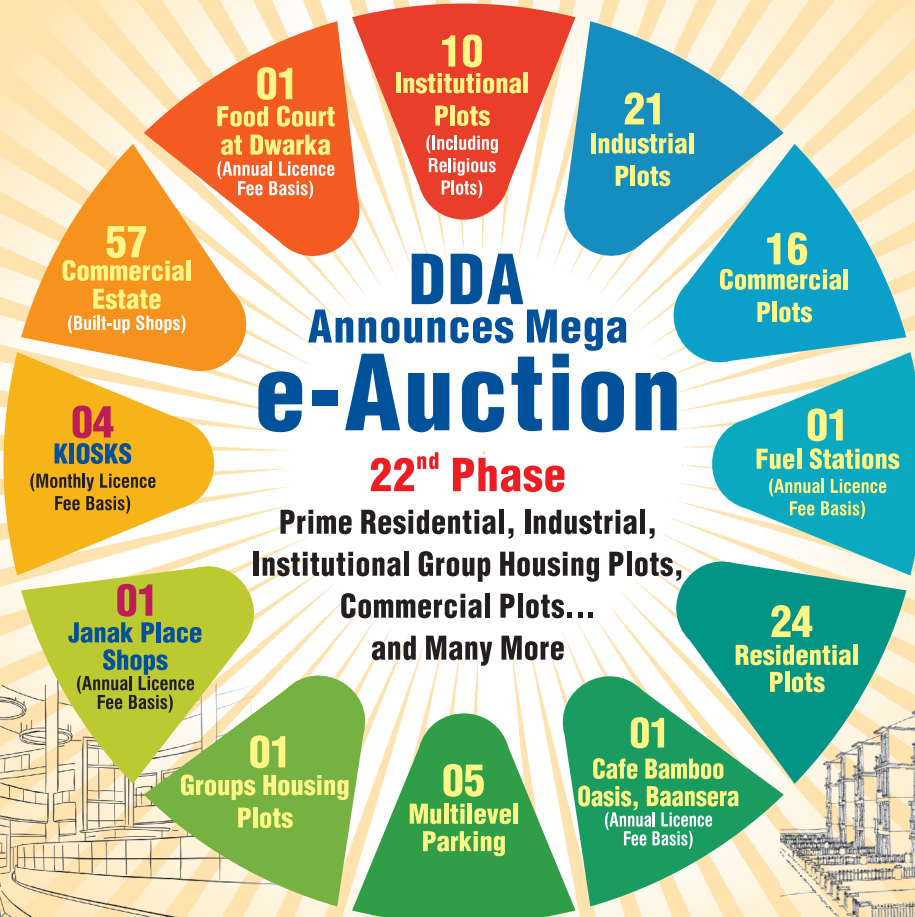 10
Institutional
Plots
(Including
Religious
Plots)
21
Industrial
Plots
16
Commercial
Plots
01
Fuel Stations
(Annual Licence
Fee Basis)
24
Residential
Plots
01
Cafe Bamboo
Oasis, Baansera
(Annual Licence
Fee Basis)
05
Multilevel
Parking
01
Groups Housing
Plots
01
Janak Place
Shops
(Annual Licence
Fee Basis)
04
KIOSKS
(Monthly Licence
Fee Basis)
57
Commercial
Estate
(Built-up Shops)
01
Food Court
at Dwarka
(Annual Licence
Fee Basis)
DDA
Announces Mega
e-Auction
22nd Phase
Prime Residential, Industrial,
Institutional Group Housing Plots,
Commercial Plots...
and Many More